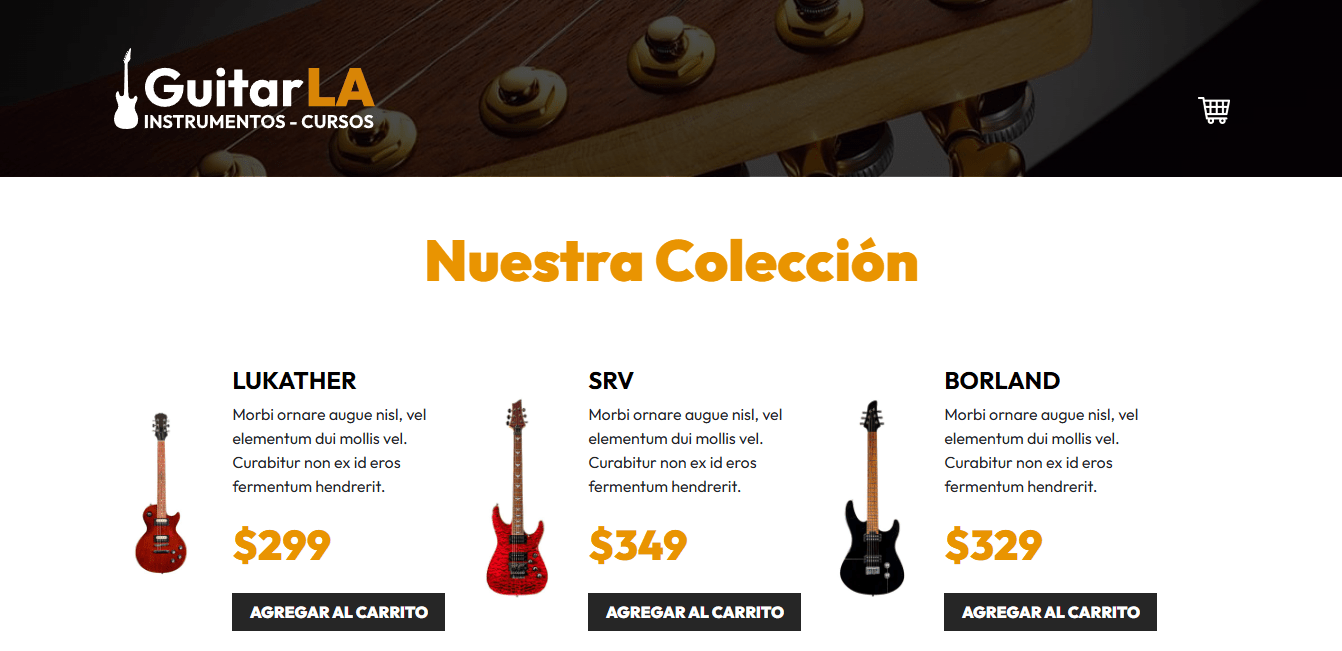 GuitarLA
INSTRUMENTOS - CURSOS
Nuestra Colección
LUKATHER
Morbi ornare augue nisl, vel
elementum dui mollis vel.
Curabitur non ex id eros
fermentum hendrerit.
$299
AGREGAR AL CARRITO
SRV
Morbi ornare augue nisl, vel
elementum dui mollis vel.
Curabitur non ex id eros
fermentum hendrerit.
$349
AGREGAR AL CARRITO
BORLAND
Morbi ornare augue nisl, vel
elementum dui mollis vel.
Curabitur non ex id eros
fermentum hendrerit.
$329
AGREGAR AL CARRITO